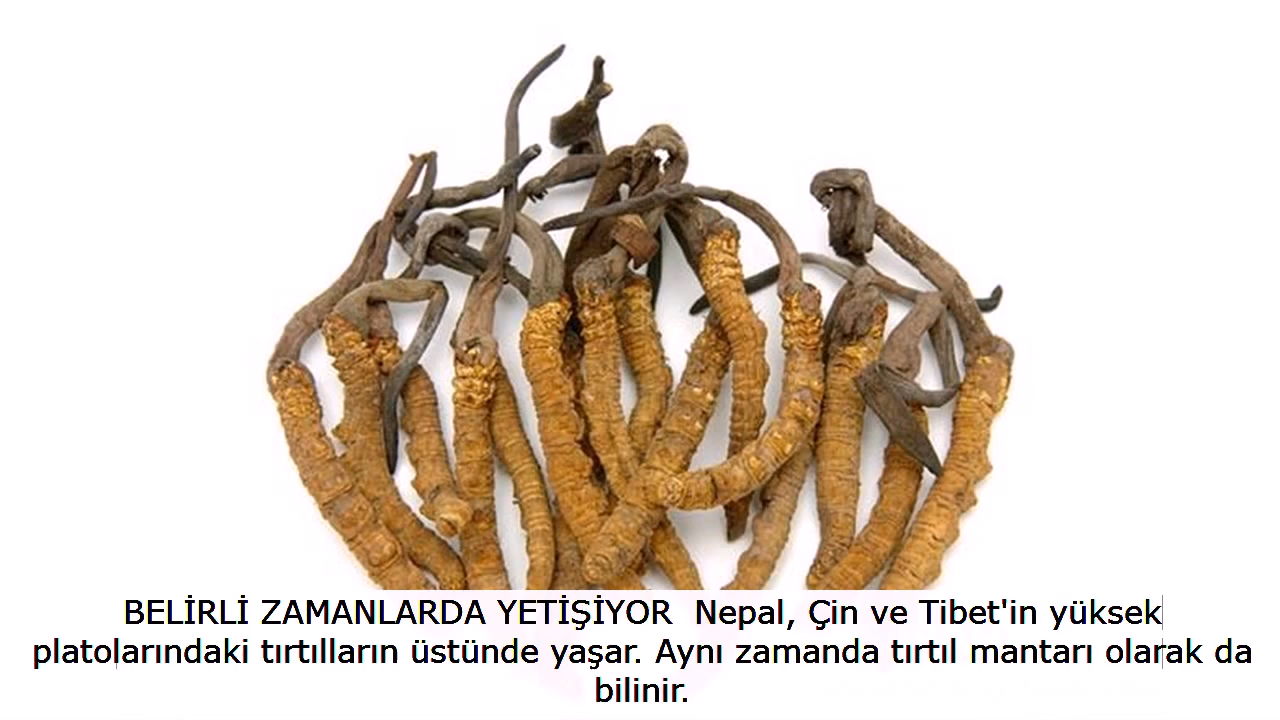 BELİRLİ ZAMANLARDA YETİŞİYOR  Nepal, Çin ve Tibet'in yüksek
platolarındaki tırtılların üstünde yaşar. Aynı zamanda tırtıl mantarı olarak da
bilinir.